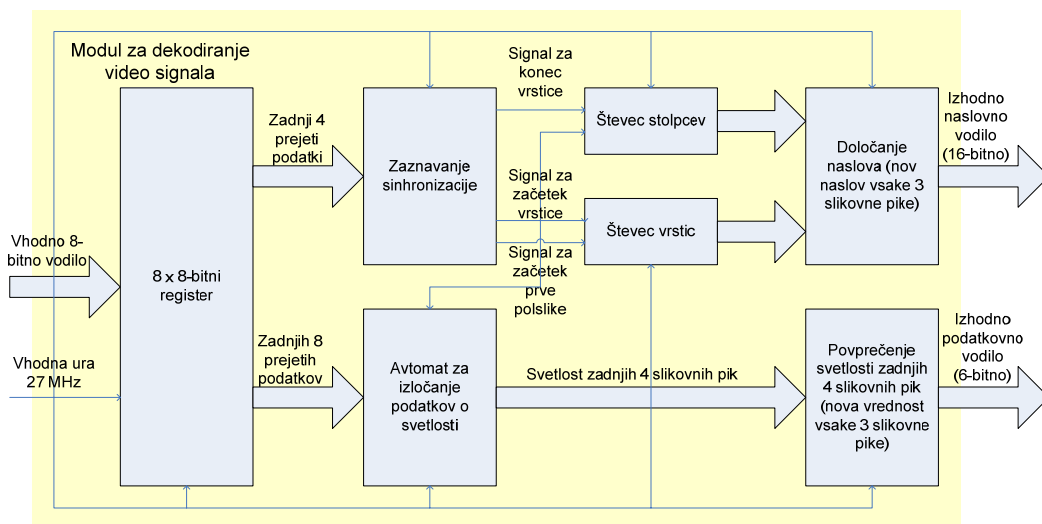 Modul za dekodiranje
video signala
Vhodno 8-
bitno vodilo
Vhodna ura
27 MHz
8 x 8-bitni
register
Zadnji 4
prejeti
podatki
Zadnjih 8
prejetih
podatkov
Zaznavanje
sinhronizacije
Avtomat za
izločanje
podatkov o
svetlosti
Signal za
konec
vrstice
Signal za
začetek
vrstice
Signal za
začetek
prve
polslike
Števec stolpcev
Števec vrstic
Svetlost zadnjih 4 slikovnih pik
Določanje
naslova (nov
naslov vsake 3
slikovne pike)
Povprečenje
svetlosti zadnjih
4 slikovnih pik
(nova vrednost
vsake 3 slikovne
pike)
Izhodno
naslovno
vodilo
(16-bitno)
Izhodno
podatkovno
vodilo
(6-bitno)